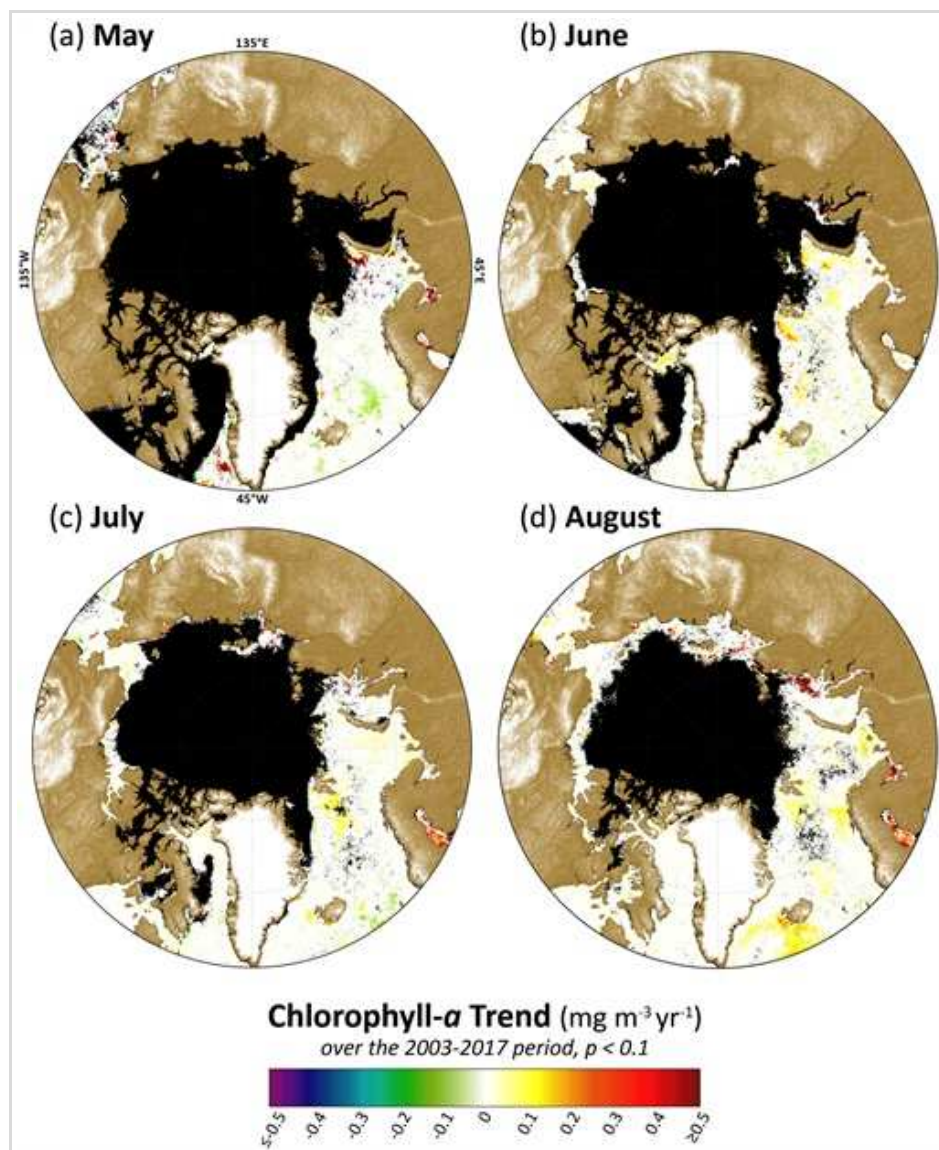 (a) May
135°E
(b) June
135°W
45°E
45°W
(c) July
(d) August
Chlorophyll-a Trend (mg m⁻³ yr⁻¹)
over the 2003-2017 period, p < 0.1
≤-0.5
-0.4
-0.3
-0.2
-0.1
0
0.1
0.2
0.3
0.4
≥0.5